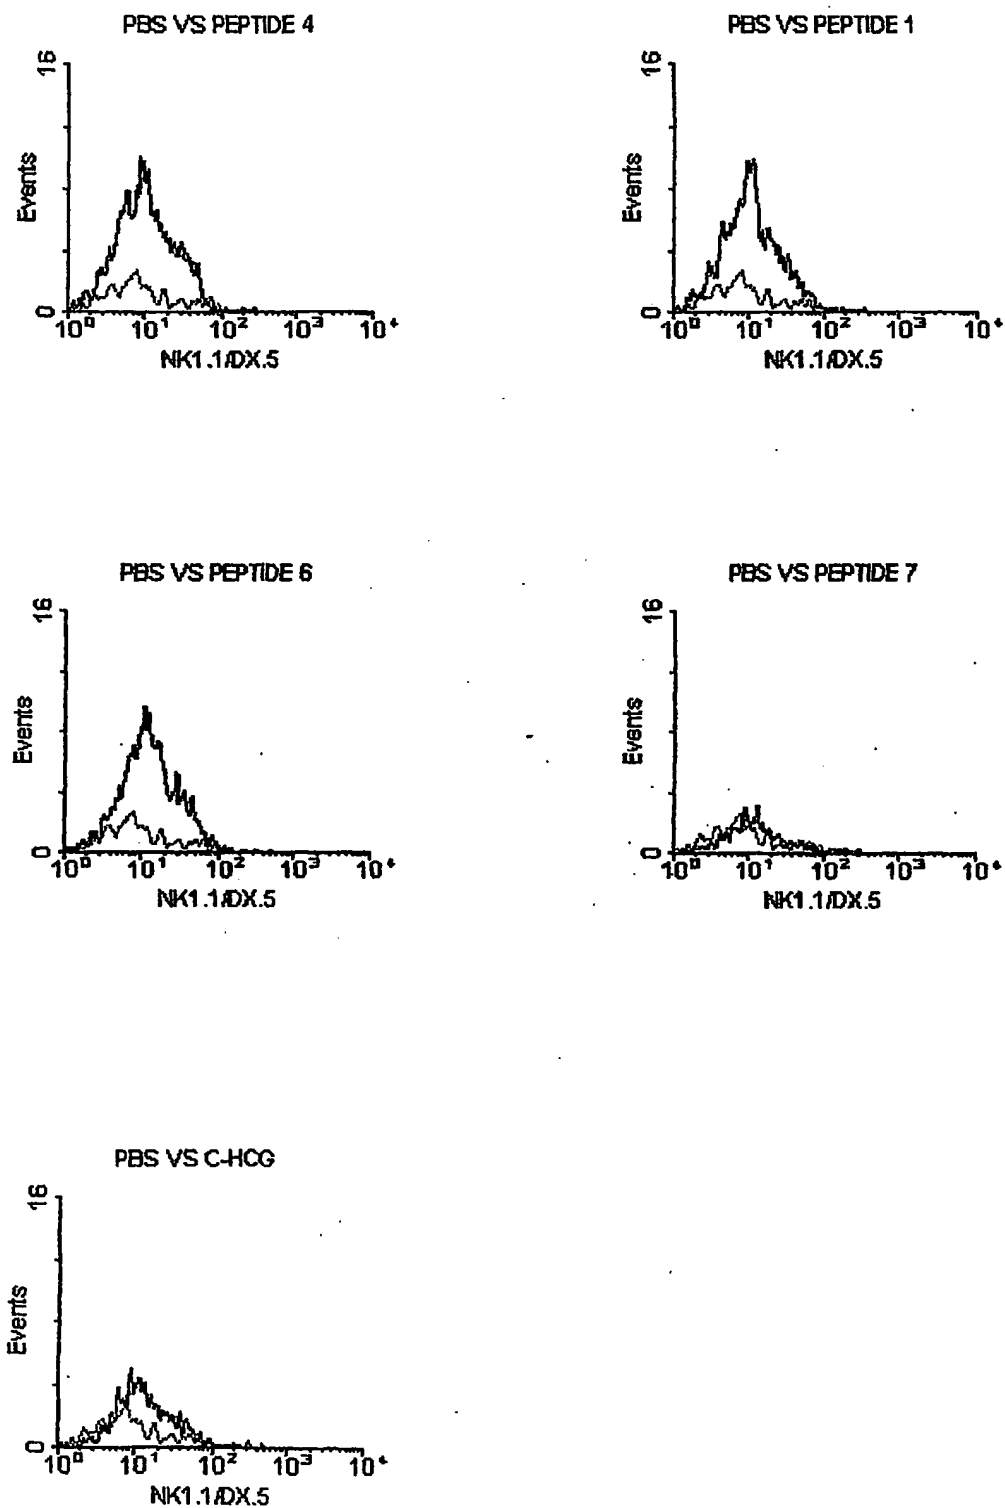 PBS VS PEPTIDE 4
16
Events
0
10⁰ 10¹ 10² 10³ 10⁴
NK1.1/DX.5
PBS VS PEPTIDE 1
16
Events
0
10⁰ 10¹ 10² 10³ 10⁴
NK1.1/DX.5
PBS VS PEPTIDE 6
16
Events
0
10⁰ 10¹ 10² 10³ 10⁴
NK1.1/DX.5
PBS VS PEPTIDE 7
16
Events
0
10⁰ 10¹ 10² 10³ 10⁴
NK1.1/DX.5
PBS VS C-HCG
16
Events
0
10⁰ 10¹ 10² 10³ 10⁴
NK1.1/DX.5